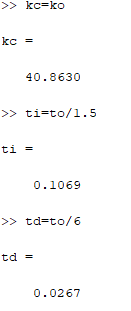 >> kc=ko
kc =
40.8630
>> ti=to/1.5
ti =
0.1069
>> td=to/6
td =
0.0267